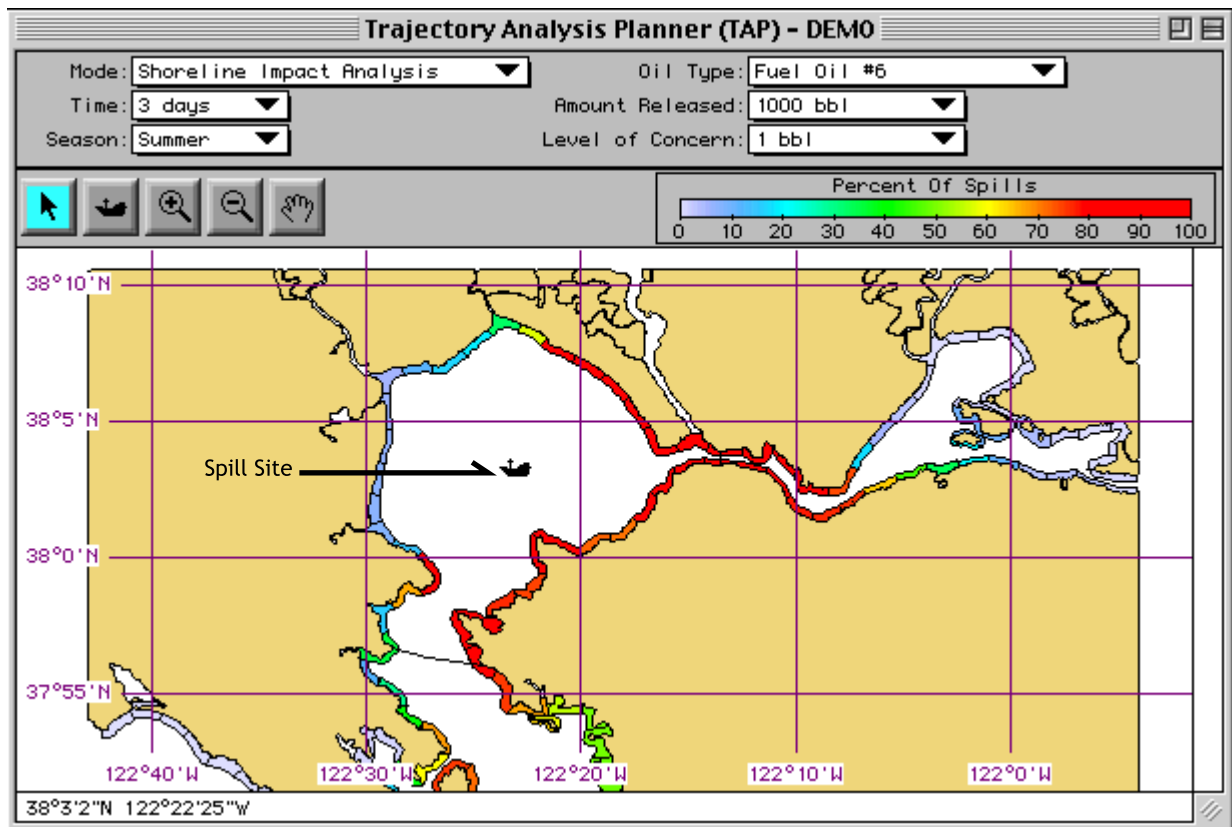 Trajectory Analysis Planner (TAP) – DEMO
Mode: Shoreline Impact Analysis Oil Type: Fuel Oil #6
Time: 3 days Amount Released: 1000 bbl
Season: Summer Level of Concern: 1 bbl
Percent Of Spills
0 10 20 30 40 50 60 70 80 90 100
38°10'N
38°5'N
Spill Site
38°0'N
37°55'N
122°40'W 122°30'W 122°20'W 122°10'W 122°0'W
38°3'2"N 122°22'25"W